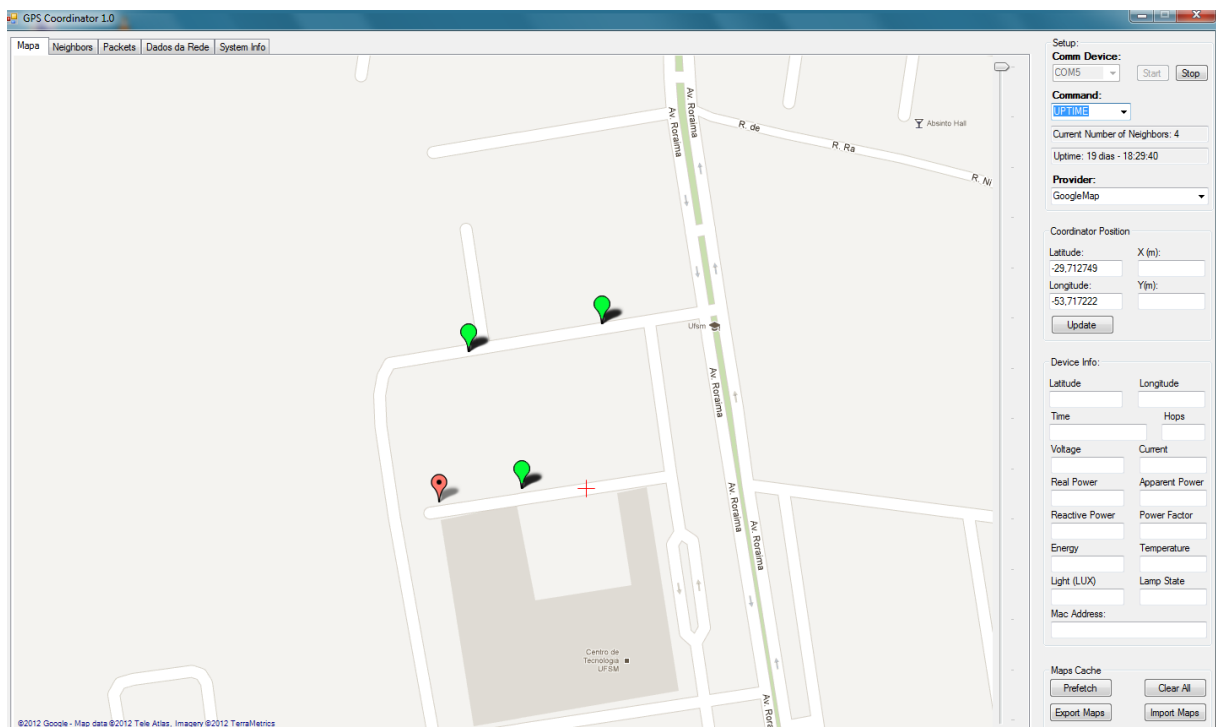 GPS Coordinator 1.0
Mapa
Neighbors
Packets
Dados da Rede
System Info
Av. Roraima
Av. Roraima
R. de
R. Ra
R. Ni
Absinto Hall
Ufsm
Av. Roraima
Av. Roraima
Av. Roraima
Av. Roraima
Av. Ro
Centro de
Tecnologia
UFSM
©2012 Google - Map data ©2012 Tele Atlas, Imagery ©2012 TerraMetrics
Setup:
Comm Device:
COM5
Start
Stop
Command:
UPTIME
Current Number of Neighbors: 4
Uptime: 19 dias - 18:29:40
Provider:
GoogleMap
Coordinator Position
Latitude:
X (m):
-29,712749
Longitude:
Y(m):
-53,717222
Update
Device Info:
Latitude
Longitude
Time
Hops
Voltage
Current
Real Power
Apparent Power
Reactive Power
Power Factor
Energy
Temperature
Light (LUX)
Lamp State
Mac Address:
Maps Cache
Prefetch
Clear All
Export Maps
Import Maps